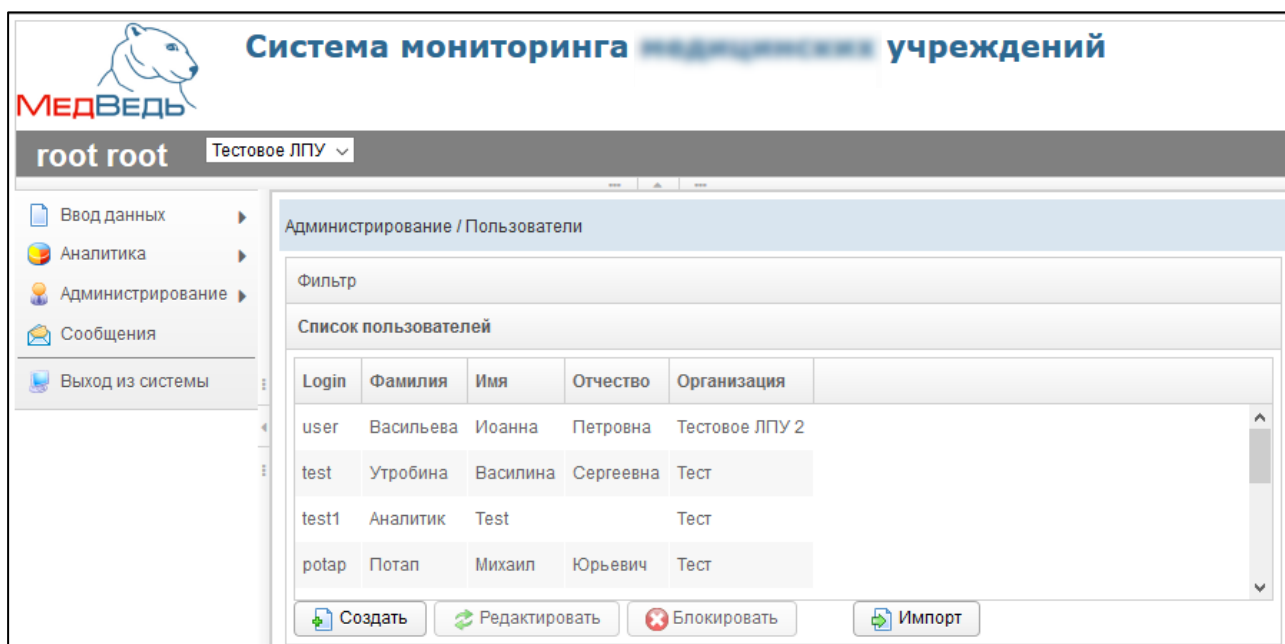 Система мониторинга учреждений
МЕДВЕДЬ
root root Тестовое ЛПУ
Ввод данных
Аналитика
Администрирование
Сообщения
Выход из системы
Администрирование / Пользователи
Фильтр
Список пользователей
Login Фамилия Имя Отчество Организация
user Васильева Иоанна Петровна Тестовое ЛПУ 2
test Утробина Василина Сергеевна Тест
test1 Аналитик Test Тест
potap Потап Михаил Юрьевич Тест
Создать Редактировать Блокировать Импорт